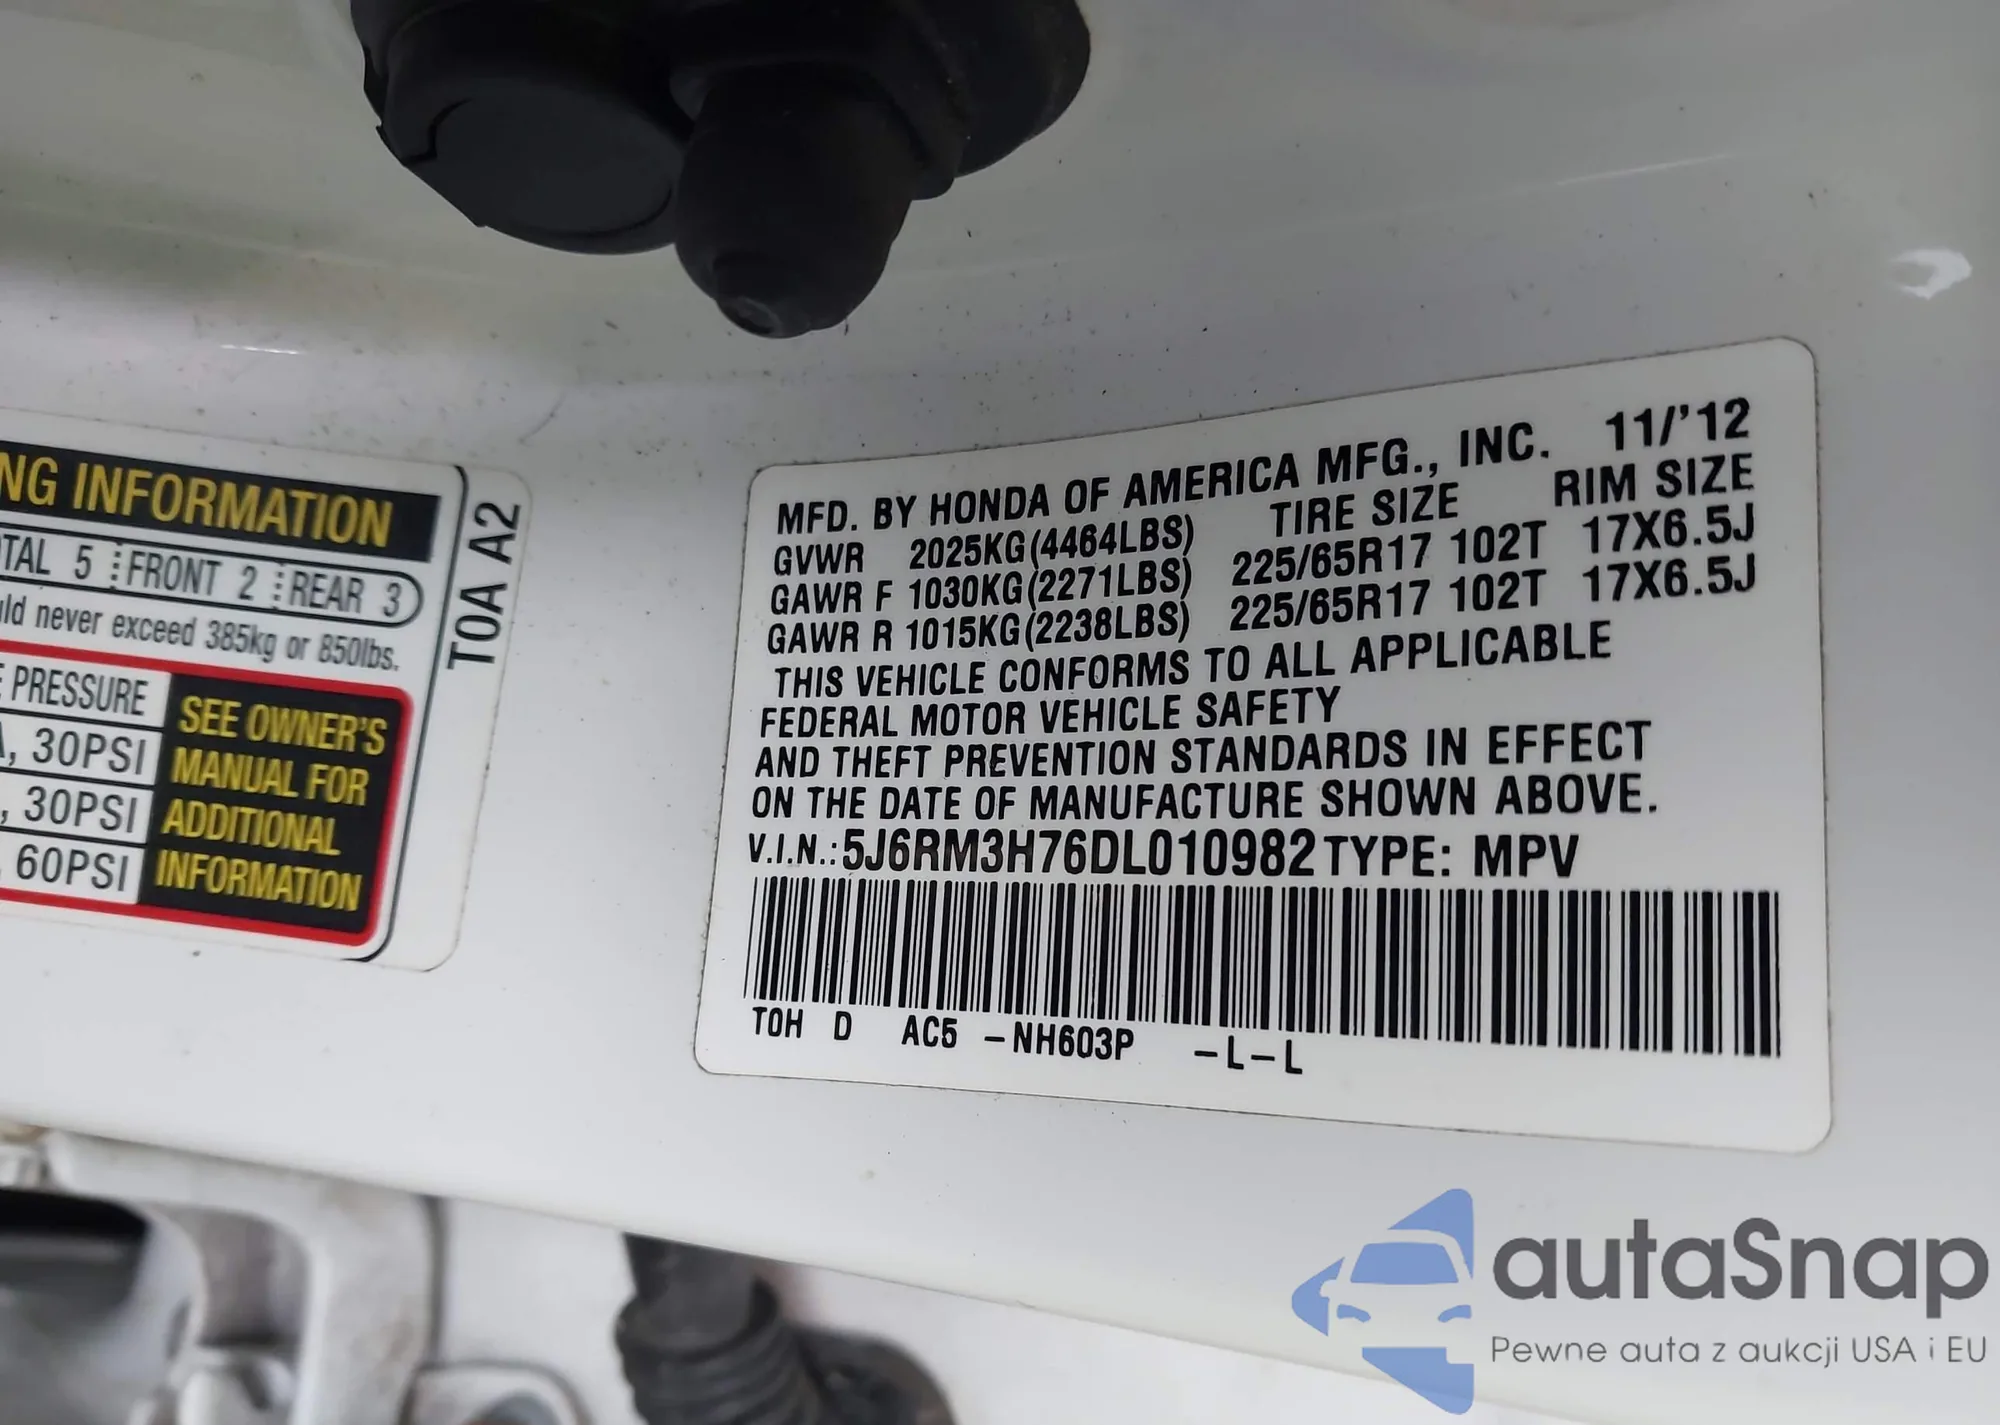 NG INFORMATION
TAL 5 FRONT 2 REAR 3
never exceed 385kg or 850lbs.
PRESSURE
, 30PSI
, 30PSI
60PSI
SEE OWNER'S
MANUAL FOR
ADDITIONAL
INFORMATION
T0A A2
MFD. BY HONDA OF AMERICA MFG., INC. 11/'12
GVWR 2025KG(4464LBS) TIRE SIZE RIM SIZE
GAWR F 1030KG(2271LBS) 225/65R17 102T 17X6.5J
GAWR R 1015KG(2238LBS) 225/65R17 102T 17X6.5J
THIS VEHICLE CONFORMS TO ALL APPLICABLE
FEDERAL MOTOR VEHICLE SAFETY
AND THEFT PREVENTION STANDARDS IN EFFECT
ON THE DATE OF MANUFACTURE SHOWN ABOVE.
V.I.N.: 5J6RM3H76DL010982 TYPE: MPV
T0H D AC5 -NH603P -L-L
autaSnap
Pewne auta z aukcji USA i EU